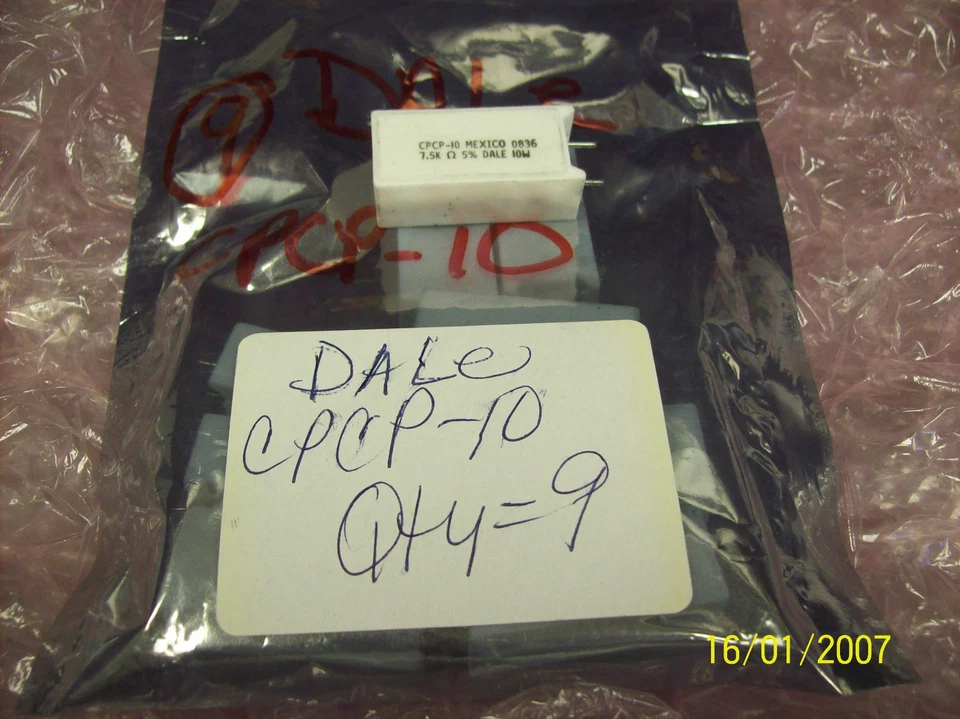 9 DALe
CPCP-10 MEXICO 0836
7.5K Ω 5% DALE 10W
CPCP-10
DALe
CPCP-10
Qty=9
16/01/2007